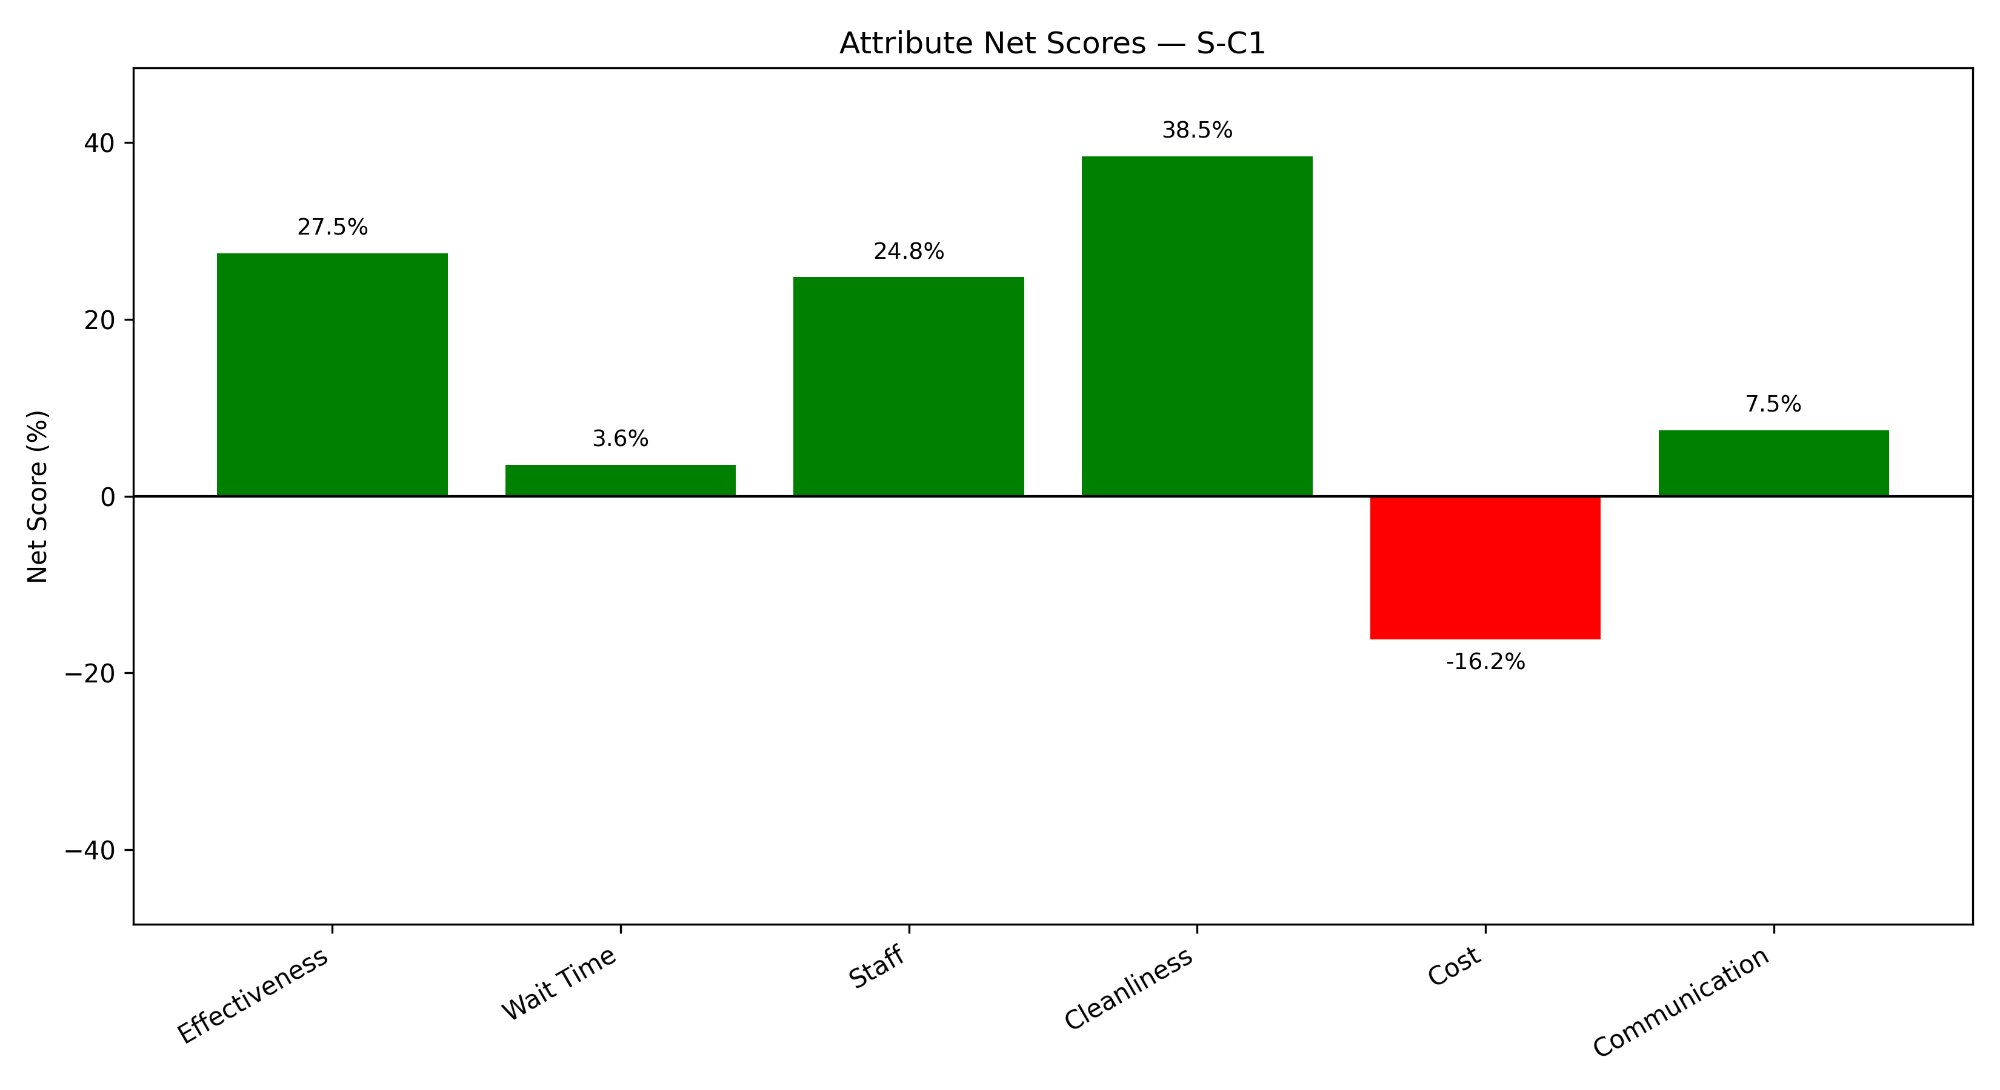 Attribute Net Scores — S-C1
Net Score (%)
40
20
0
−20
−40
27.5%
3.6%
24.8%
38.5%
-16.2%
7.5%
Effectiveness
Wait Time
Staff
Cleanliness
Cost
Communication